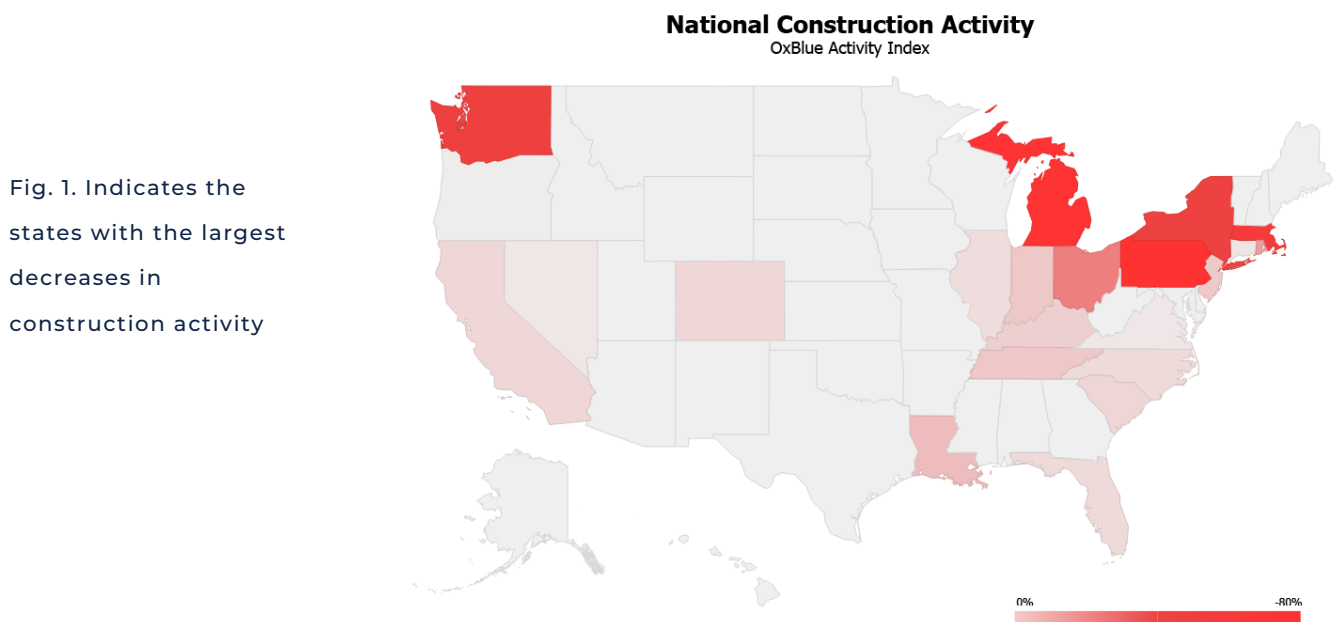 National Construction Activity
OxBlue Activity Index
Fig. 1. Indicates the
states with the largest
decreases in
construction activity
0%
-80%